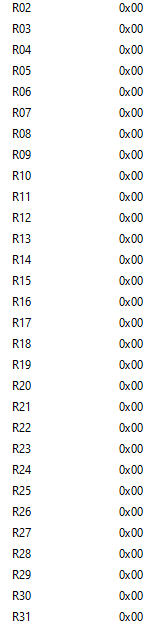 R02 0x00
R03 0x00
R04 0x00
R05 0x00
R06 0x00
R07 0x00
R08 0x00
R09 0x00
R10 0x00
R11 0x00
R12 0x00
R13 0x00
R14 0x00
R15 0x00
R16 0x00
R17 0x00
R18 0x00
R19 0x00
R20 0x00
R21 0x00
R22 0x00
R23 0x00
R24 0x00
R25 0x00
R26 0x00
R27 0x00
R28 0x00
R29 0x00
R30 0x00
R31 0x00